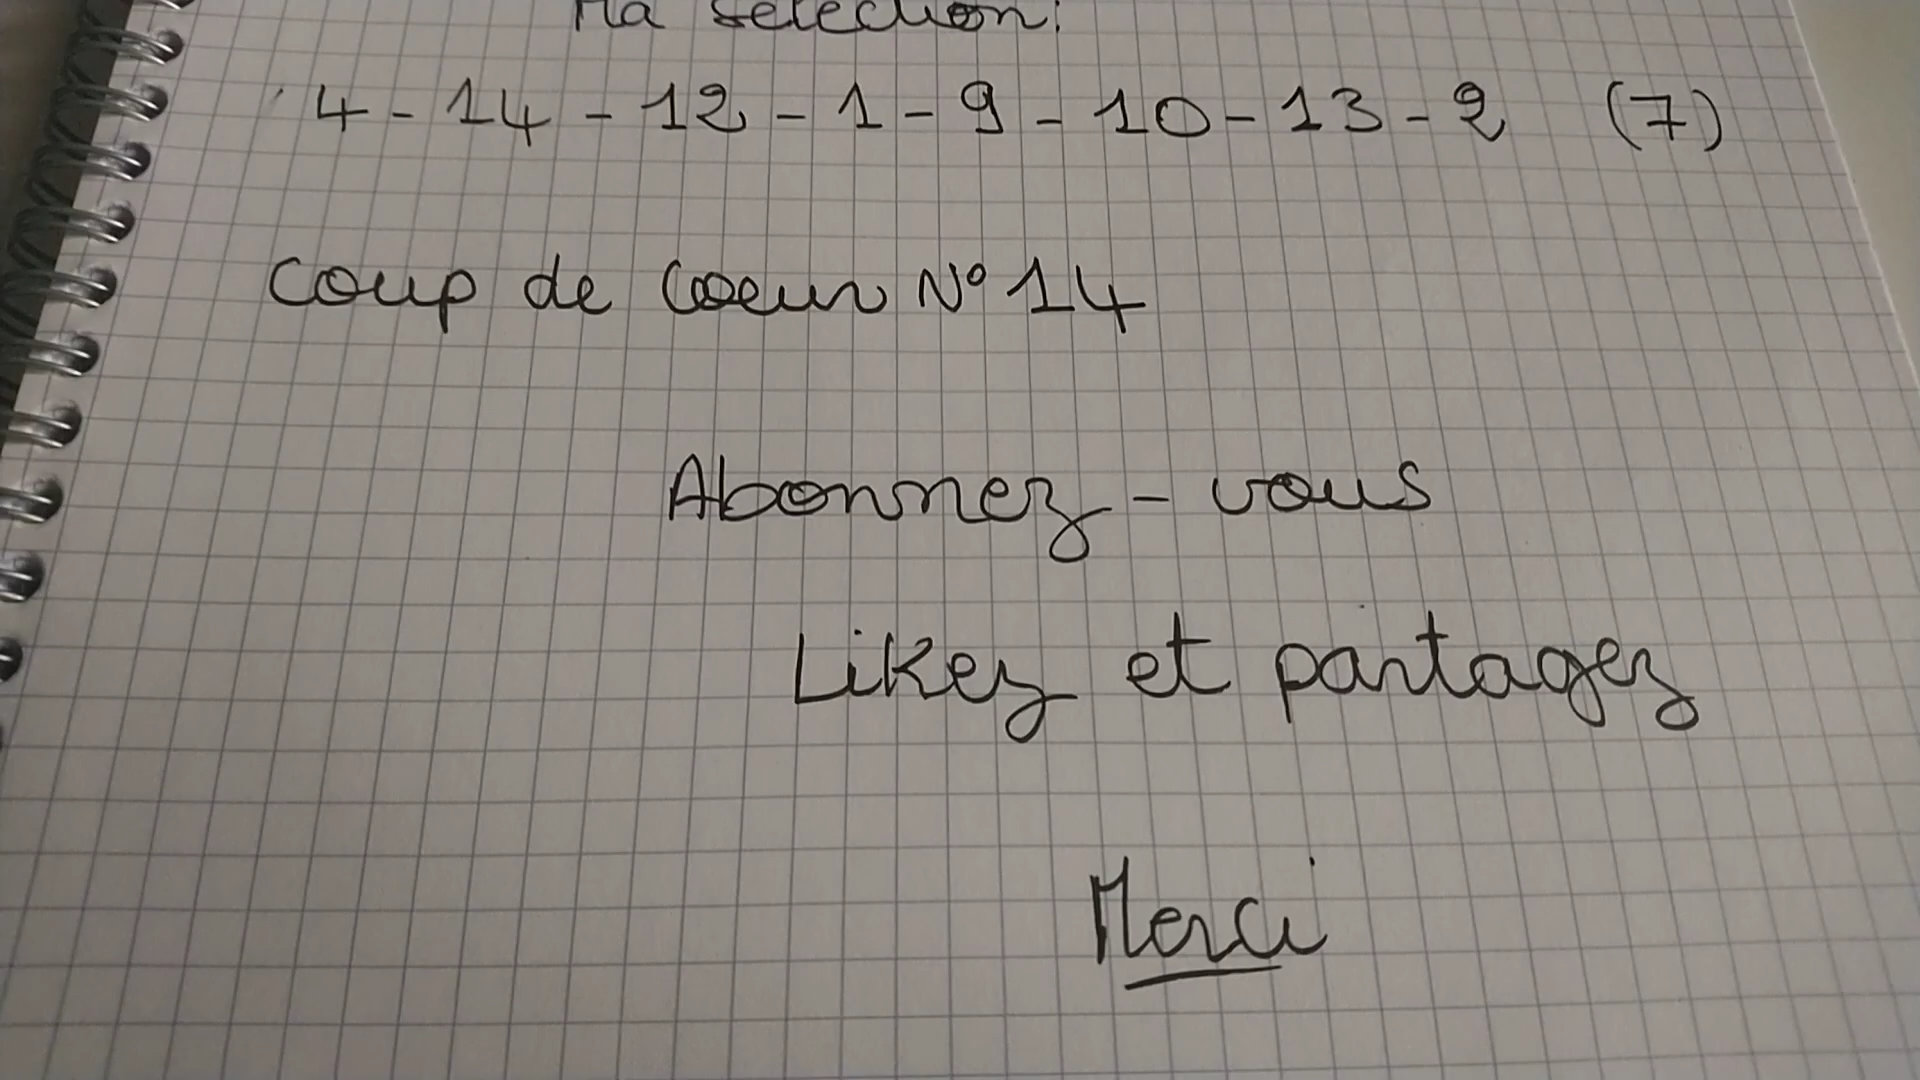 Ma selection:
4 - 14 - 12 - 1 - 9 - 10 - 13 - 2 (7)
Coup de Coeur N° 14
Abonnez - vous
Likez et partagez
Merci